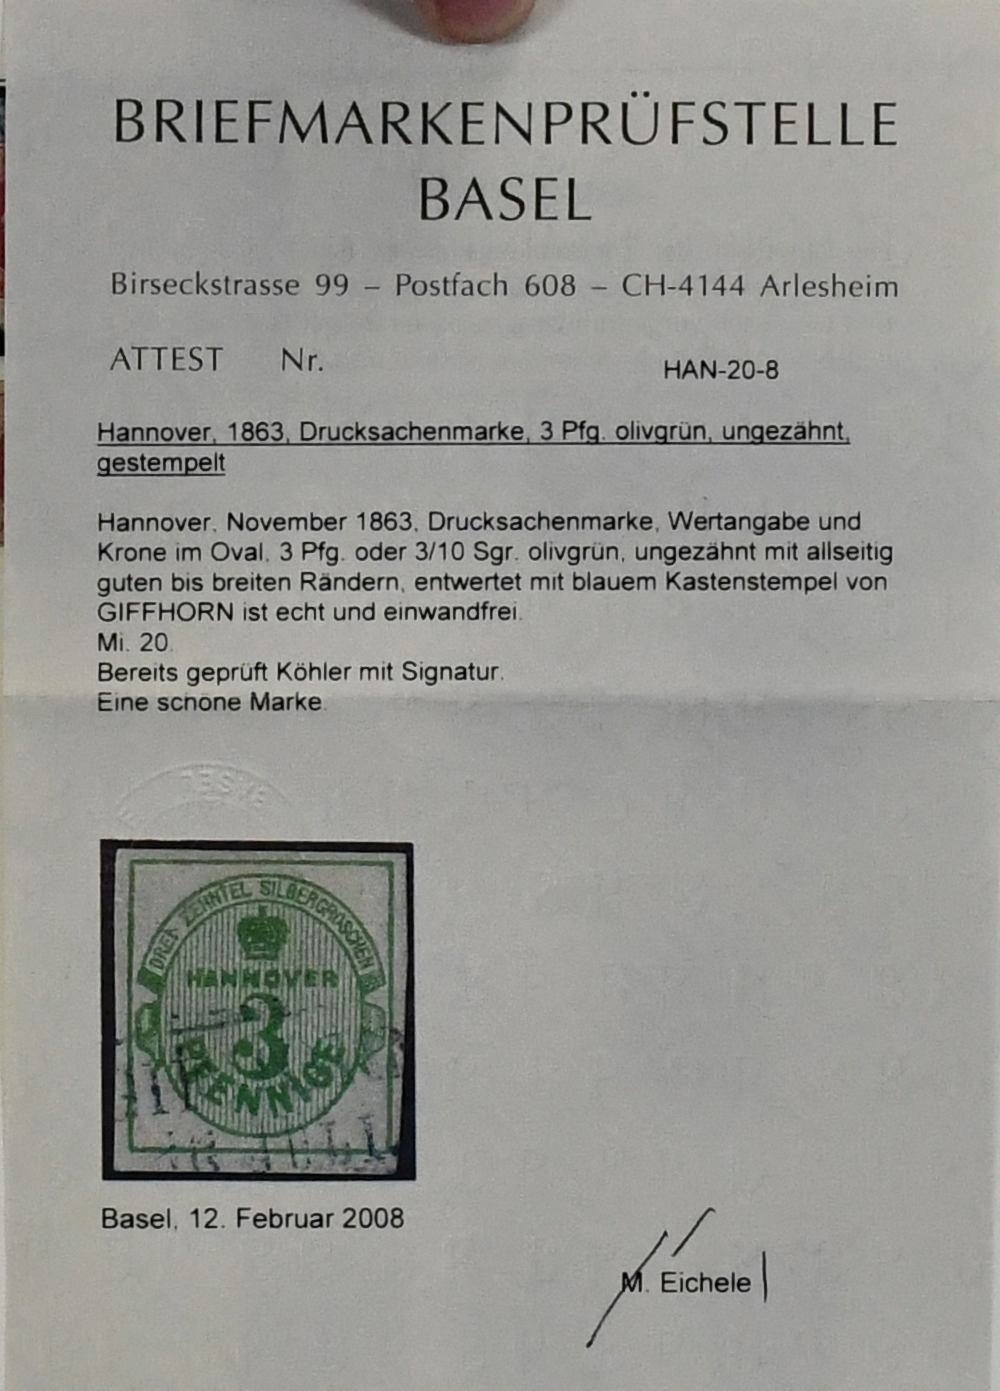 BRIEFMARKENPRÜFSTELLE
BASEL
Birseckstrasse 99 – Postfach 608 – CH-4144 Arlesheim
ATTEST Nr. HAN-20-8
Hannover, 1863, Drucksachenmarke, 3 Pfg. olivgrün, ungezähnt,
gestempelt
Hannover, November 1863, Drucksachenmarke, Wertangabe und
Krone im Oval, 3 Pfg. oder 3/10 Sgr. olivgrün, ungezähnt mit allseitig
guten bis breiten Rändern, entwertet mit blauem Kastenstempel von
GIFFHORN ist echt und einwandfrei.
Mi. 20.
Bereits geprüft Köhler mit Signatur.
Eine schöne Marke.
DREI ZEHNTEL SILBERGROSCHEN
HANNOVER
3
PFENNIGE
Basel, 12. Februar 2008
M. Eichele